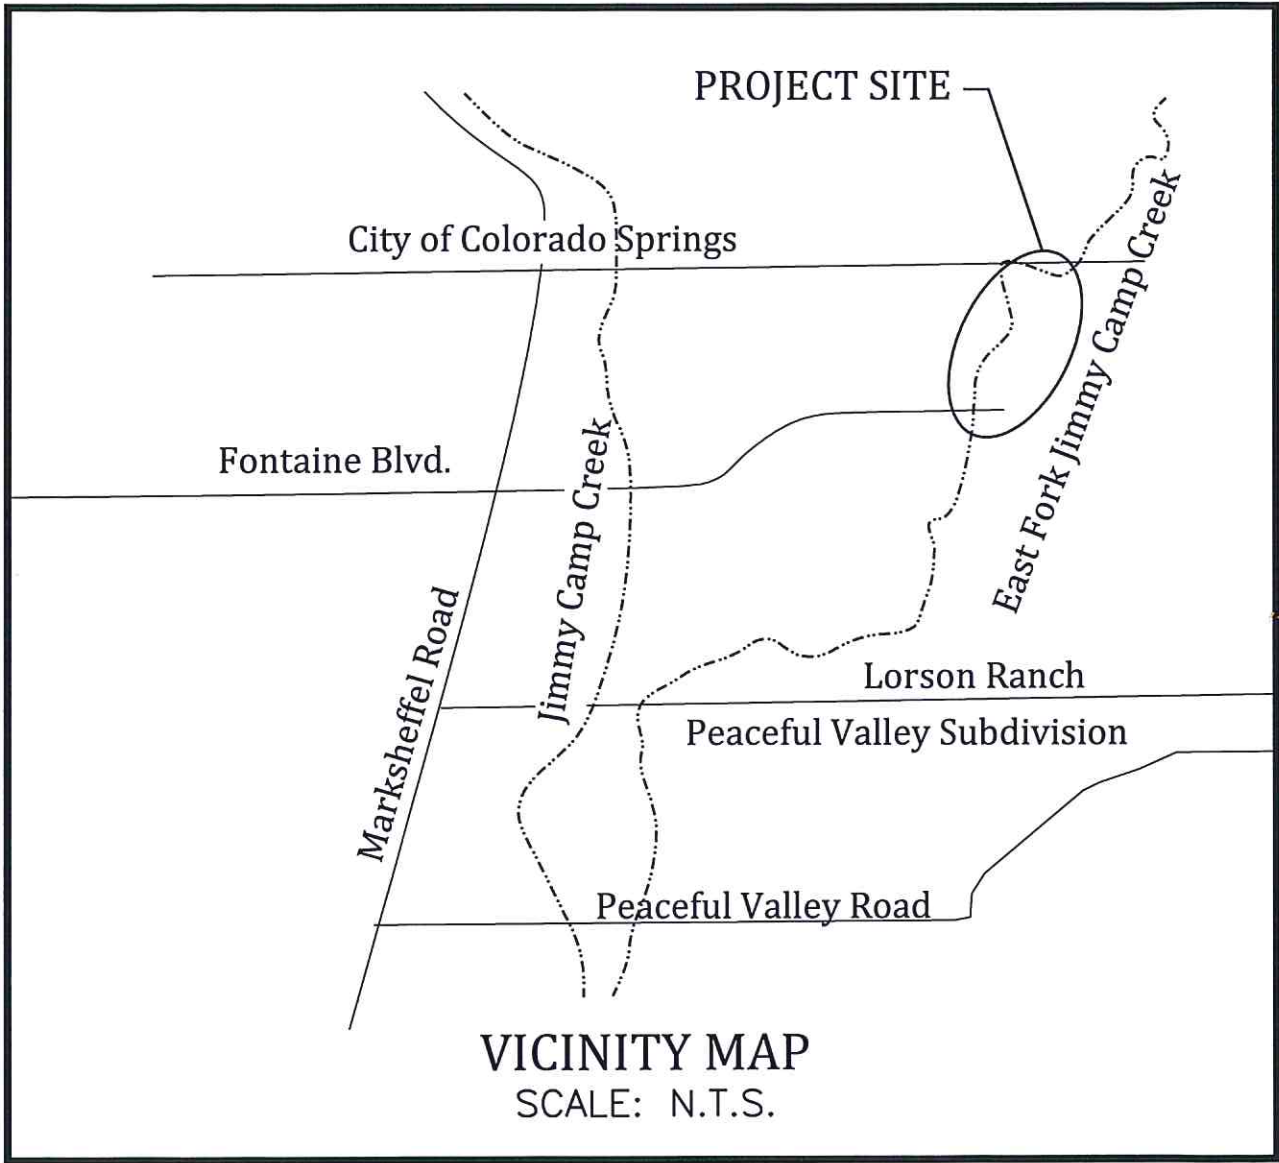 PROJECT SITE
City of Colorado Springs
Fontaine Blvd.
Jimmy Camp Creek
East Fork Jimmy Camp Creek
Marksheffel Road
Lorson Ranch
Peaceful Valley Subdivision
Peaceful Valley Road
VICINITY MAP
SCALE: N.T.S.